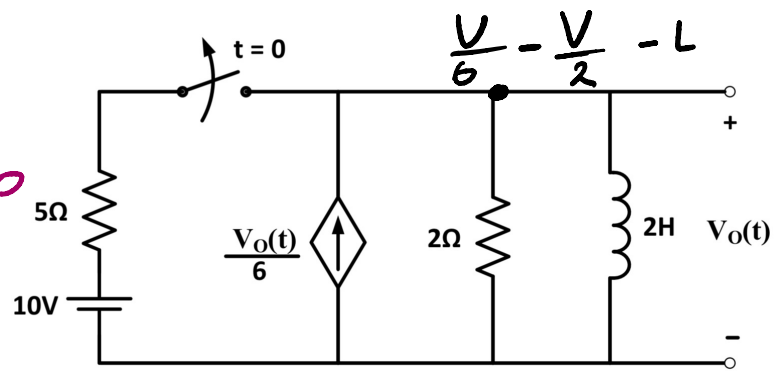 V/6 - V/2 - L
t = 0
+
5Ω
V_O(t)/6
2Ω
2H
V_O(t)
10V
−